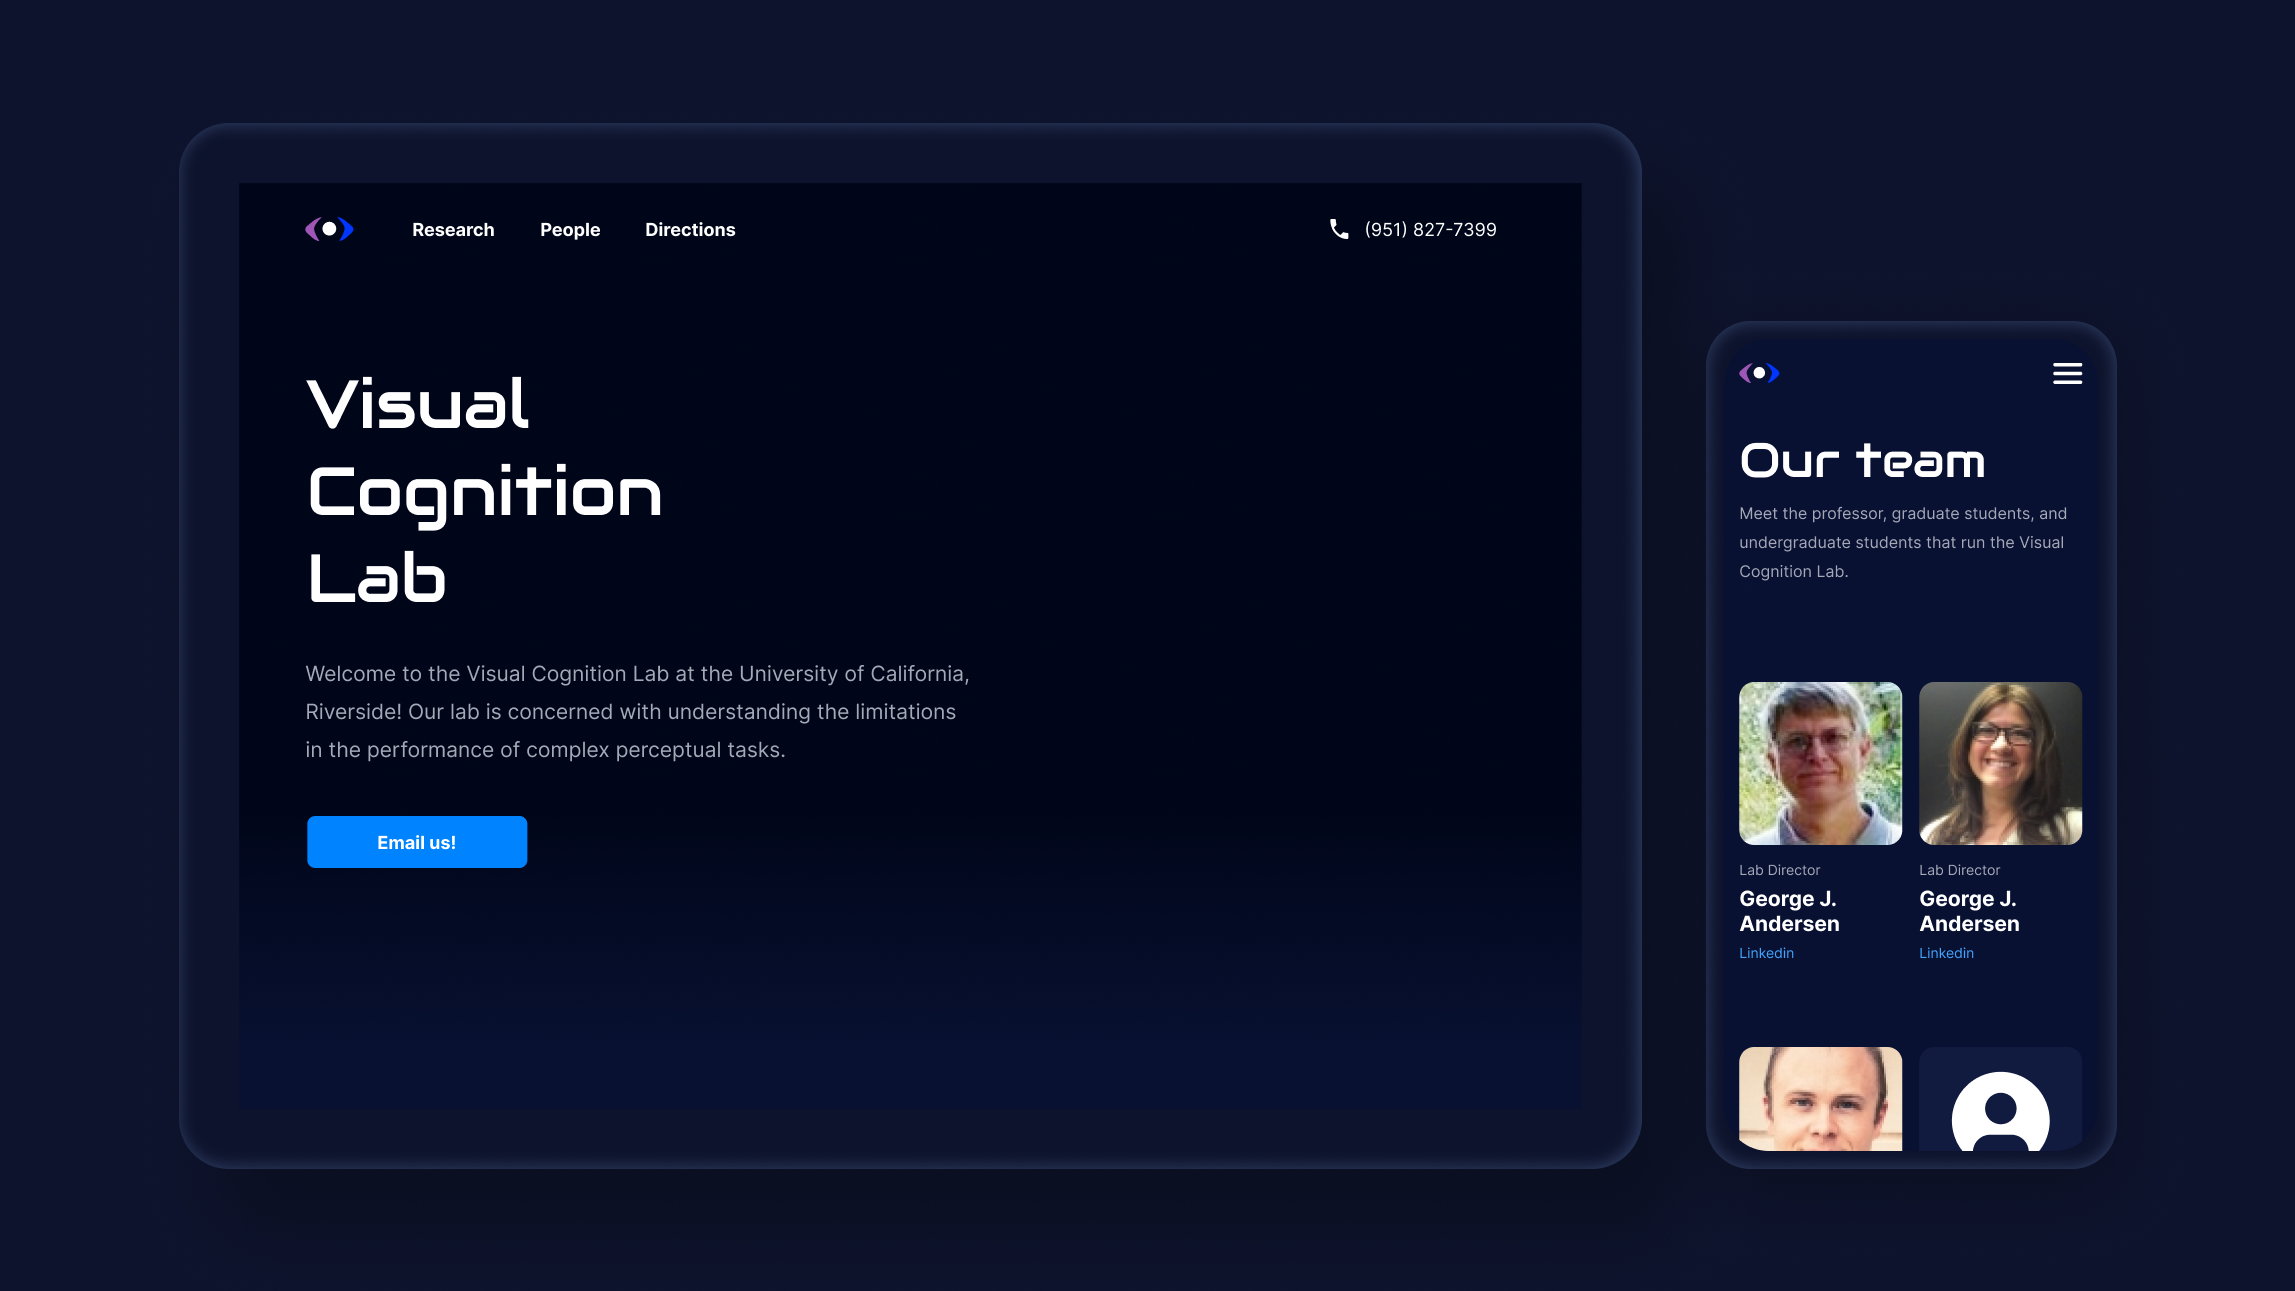 Research People Directions (951) 827-7399
Visual
Cognition
Lab
Welcome to the Visual Cognition Lab at the University of California,
Riverside! Our lab is concerned with understanding the limitations
in the performance of complex perceptual tasks.
Email us!
Our team
Meet the professor, graduate students, and
undergraduate students that run the Visual
Cognition Lab.
Lab Director
George J.
Andersen
Linkedin
Lab Director
George J.
Andersen
Linkedin